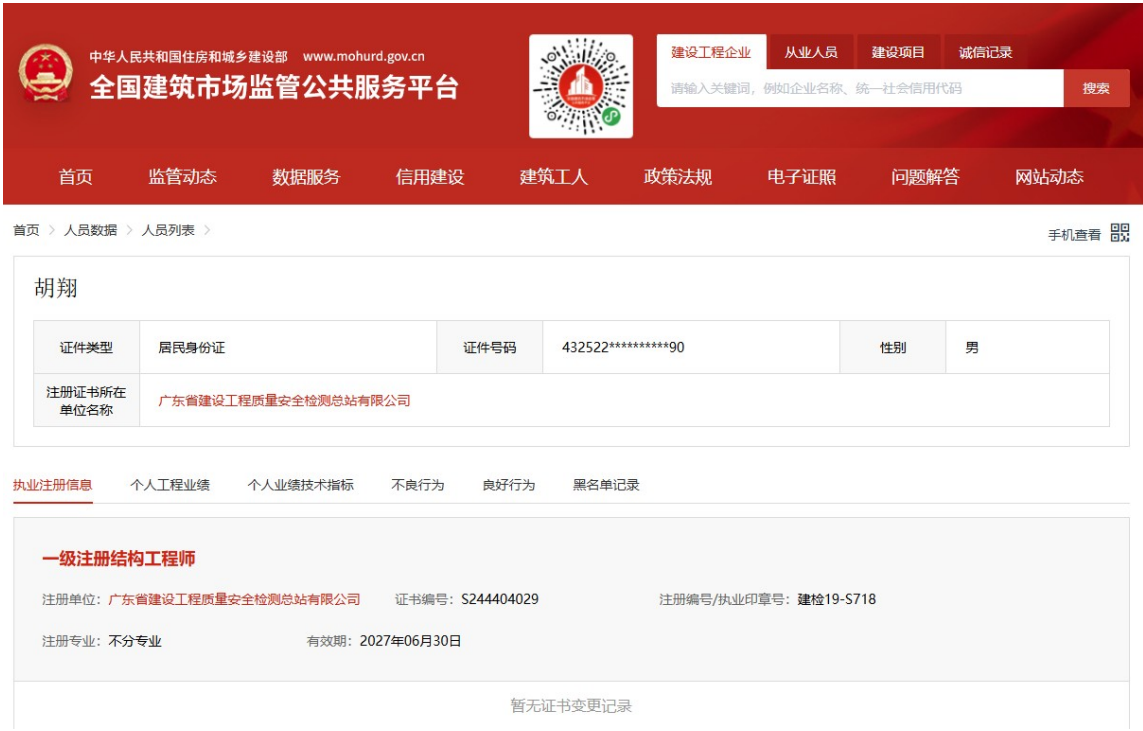 中华人民共和国住房和城乡建设部 www.mohurd.gov.cn
全国建筑市场监管公共服务平台
建设工程企业 从业人员 建设项目 诚信记录
请输入关键词，例如企业名称、统一社会信用代码 搜索
首页 监管动态 数据服务 信用建设 建筑工人 政策法规 电子证照 问题解答 网站动态
首页 > 人员数据 > 人员列表 >
手机查看
胡翔
证件类型 居民身份证 证件号码 432522**********90 性别 男
注册证书所在
单位名称
广东省建设工程质量安全检测总站有限公司
执业注册信息 个人工程业绩 个人业绩技术指标 不良行为 良好行为 黑名单记录
一级注册结构工程师
注册单位：广东省建设工程质量安全检测总站有限公司 证书编号：S244404029 注册编号/执业印章号：建检19-S718
注册专业：不分专业 有效期：2027年06月30日
暂无证书变更记录